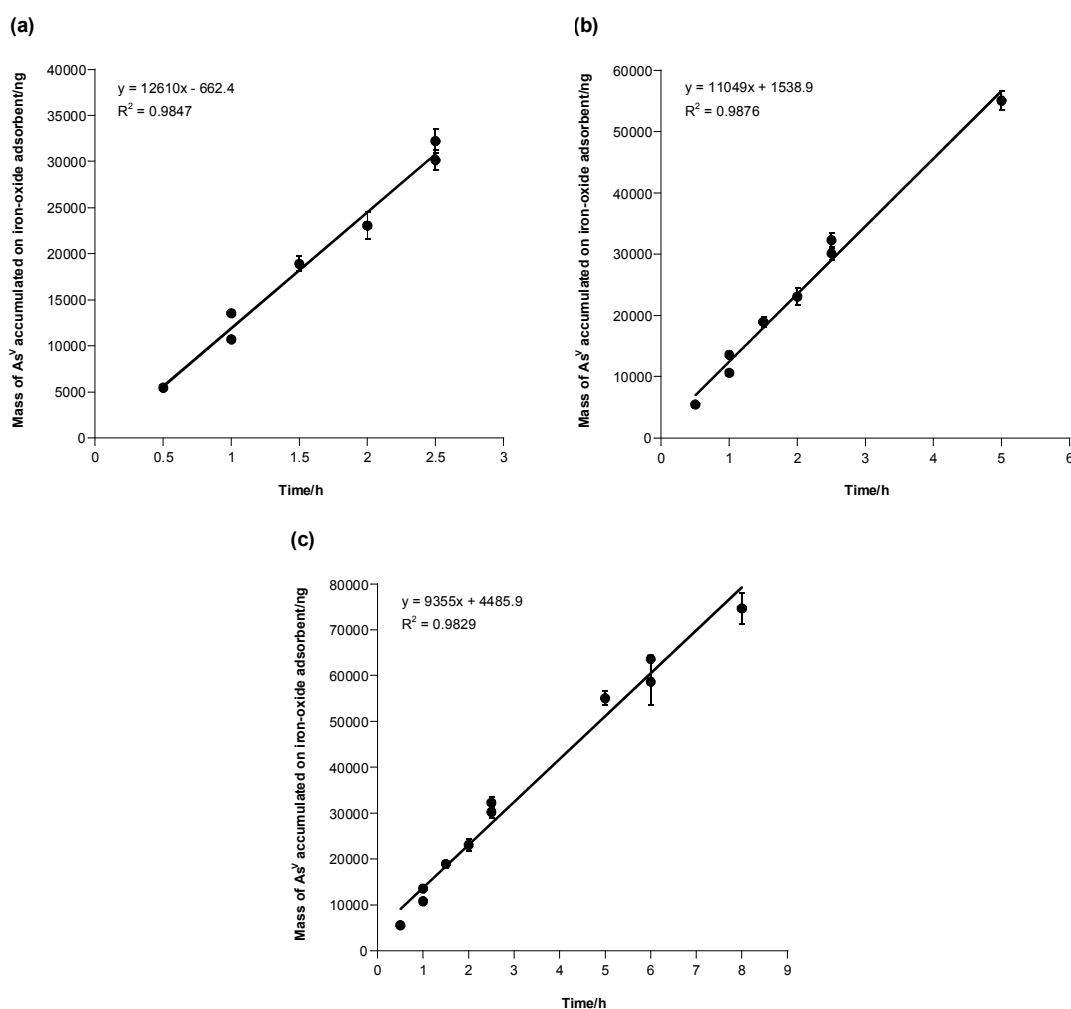 (a)
Mass of Asⱽ accumulated on iron-oxide adsorbent/ng
40000
35000
30000
25000
20000
15000
10000
5000
0
y = 12610x - 662.4
R² = 0.9847
0 0.5 1 1.5 2 2.5 3
Time/h
(b)
Mass of Asⱽ accumulated on iron-oxide adsorbent/ng
60000
50000
40000
30000
20000
10000
0
y = 11049x + 1538.9
R² = 0.9876
0 1 2 3 4 5 6
Time/h
(c)
Mass of Asⱽ accumulated on iron-oxide adsorbent/ng
80000
70000
60000
50000
40000
30000
20000
10000
0
y = 9355x + 4485.9
R² = 0.9829
0 1 2 3 4 5 6 7 8 9
Time/h